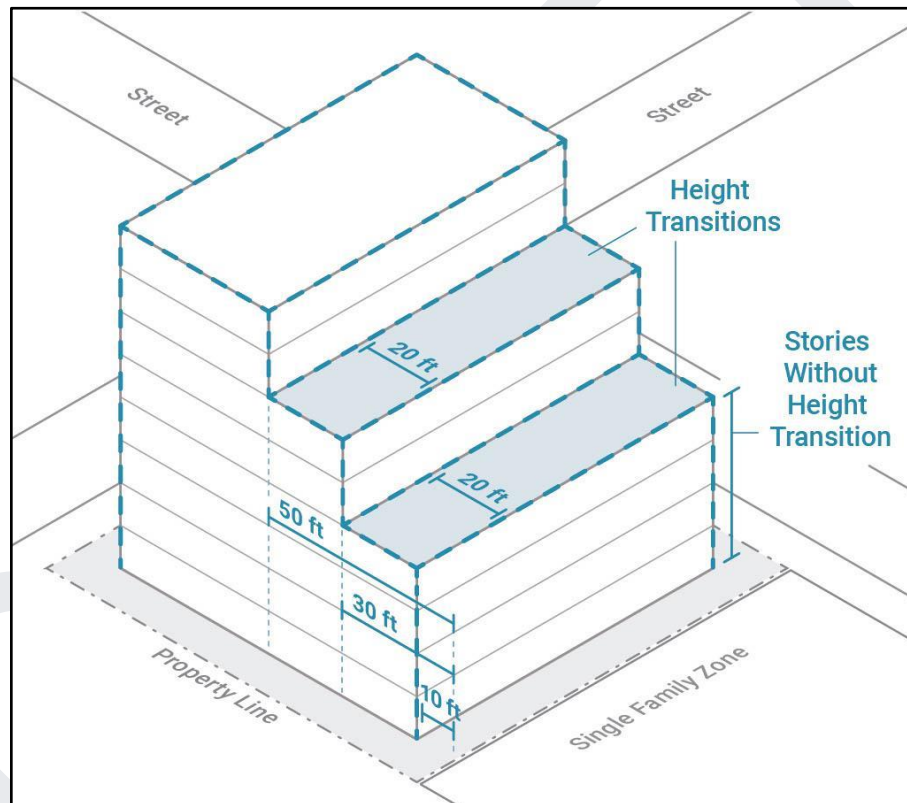 Street
Street
Height
Transitions
20 ft
Stories
Without
Height
Transition
20 ft
50 ft
30 ft
10 ft
Property Line
Single Family Zone